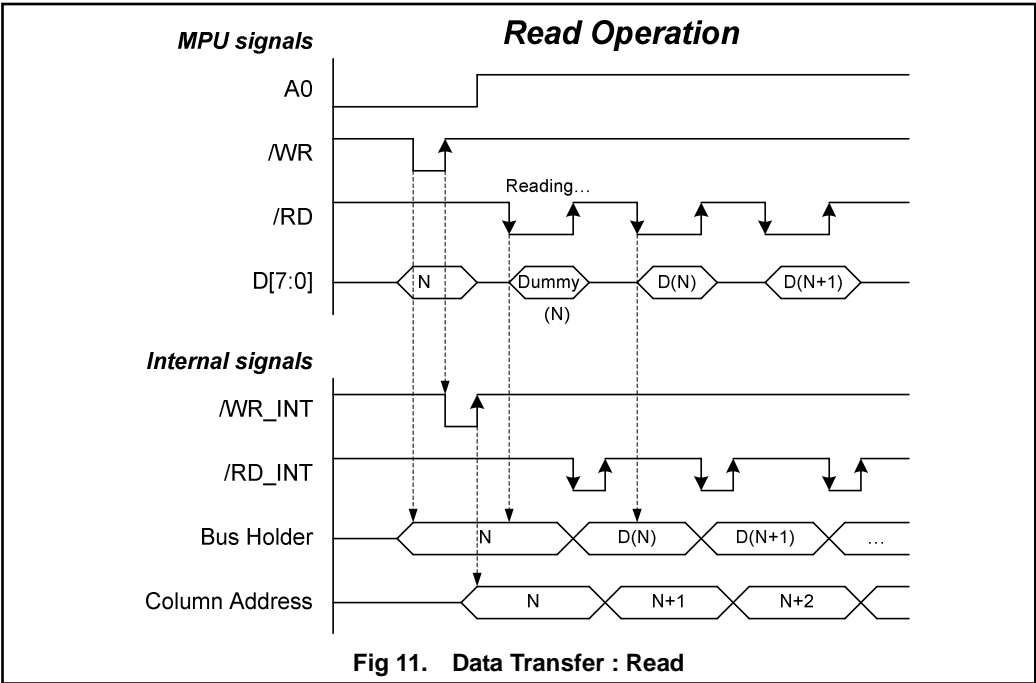 Read Operation
MPU signals
A0
/WR
Reading…
/RD
D[7:0] N Dummy D(N) D(N+1)
(N)
Internal signals
/WR_INT
/RD_INT
Bus Holder N D(N) D(N+1) …
Column Address N N+1 N+2
Fig 11. Data Transfer : Read